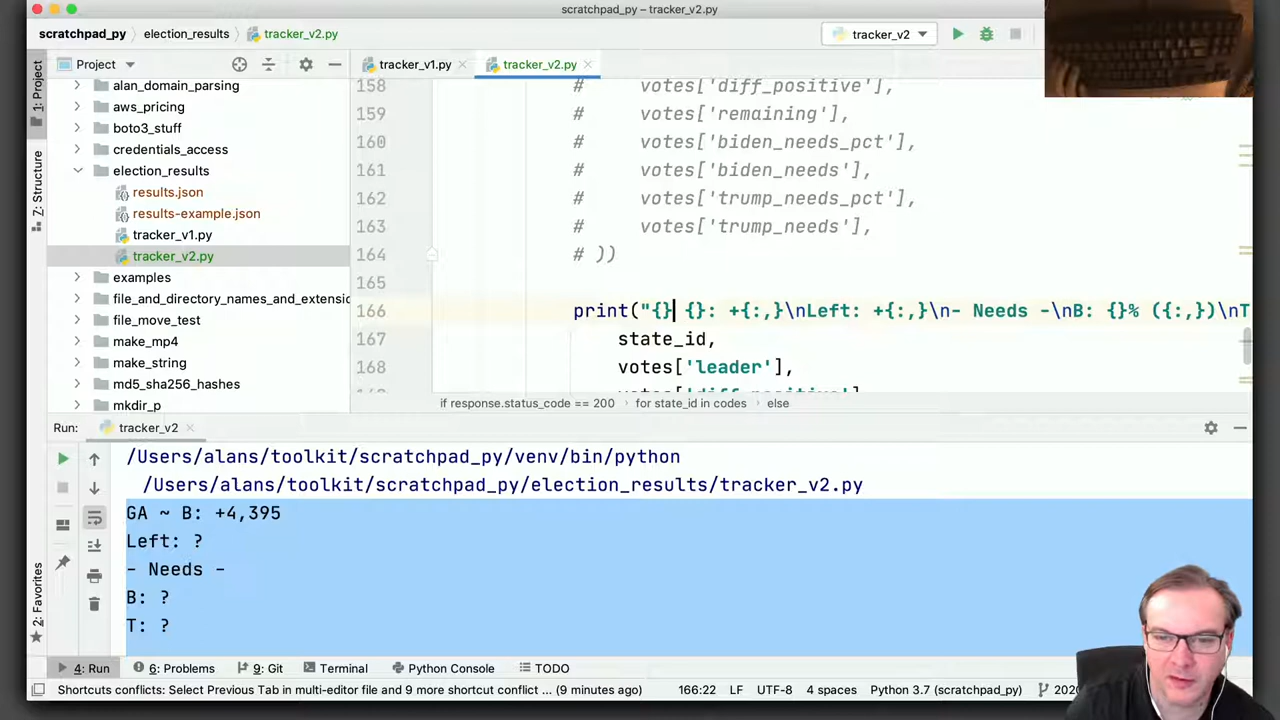 scratchpad_py – tracker_v2.py
scratchpad_py election_results tracker_v2.py
tracker_v2
Project
tracker_v1.py
tracker_v2.py
1: Project
Z: Structure
2: Favorites
alan_domain_parsing
aws_pricing
boto3_stuff
credentials_access
election_results
results.json
results-example.json
tracker_v1.py
tracker_v2.py
examples
file_and_directory_names_and_extensio
file_move_test
make_mp4
make_string
md5_sha256_hashes
mkdir_p
158 # votes['diff_positive'],
159 # votes['remaining'],
160 # votes['biden_needs_pct'],
161 # votes['biden_needs'],
162 # votes['trump_needs_pct'],
163 # votes['trump_needs'],
164 # ))
165
166 print("{} {}: +{:,}\nLeft: +{:,}\n- Needs -\nB: {}% ({:,})\nT
167 state_id,
168 votes['leader'],
votes['diff_positive']
if response.status_code == 200 for state_id in codes else
Run: tracker_v2
/Users/alans/toolkit/scratchpad_py/venv/bin/python
/Users/alans/toolkit/scratchpad_py/election_results/tracker_v2.py
GA ~ B: +4,395
Left: ?
- Needs -
B: ?
T: ?
4: Run 6: Problems 9: Git Terminal Python Console TODO
Shortcuts conflicts: Select Previous Tab in multi-editor file and 9 more shortcut conflict ... (9 minutes ago) 166:22 LF UTF-8 4 spaces Python 3.7 (scratchpad_py) 202